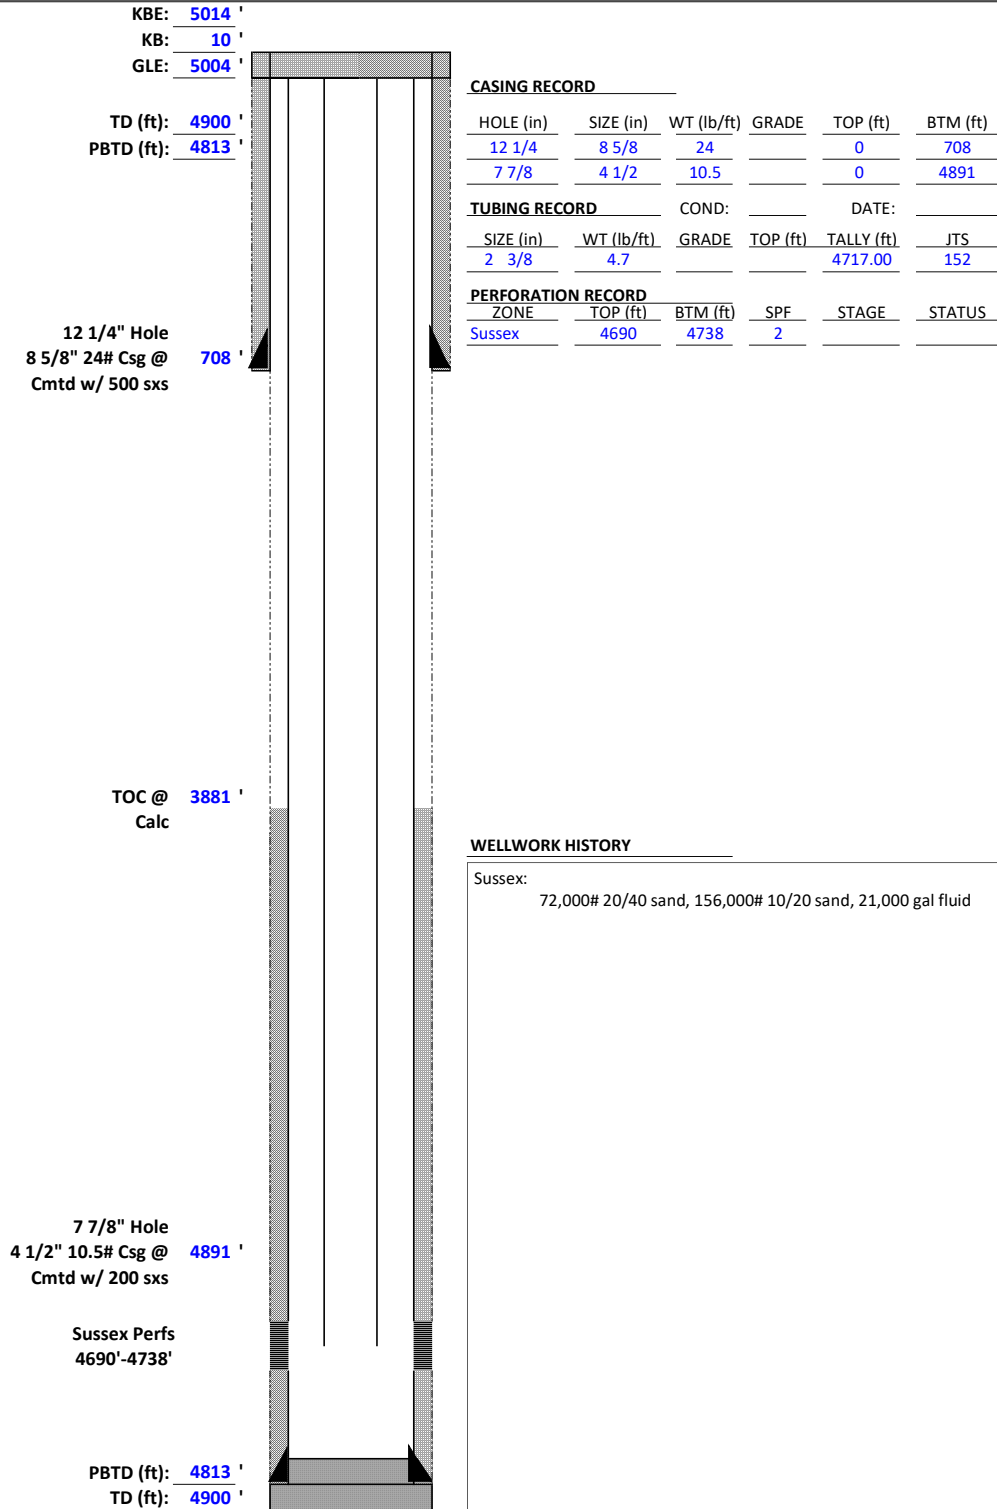 KBE: 5014 '
KB: 10 '
GLE: 5004 '
TD (ft): 4900 '
PBTD (ft): 4813 '
CASING RECORD
HOLE (in) SIZE (in) WT (lb/ft) GRADE TOP (ft) BTM (ft)
12 1/4 8 5/8 24 0 708
7 7/8 4 1/2 10.5 0 4891
TUBING RECORD COND: DATE:
SIZE (in) WT (lb/ft) GRADE TOP (ft) TALLY (ft) JTS
2 3/8 4.7 4717.00 152
PERFORATION RECORD
ZONE TOP (ft) BTM (ft) SPF STAGE STATUS
Sussex 4690 4738 2
12 1/4" Hole
8 5/8" 24# Csg @ 708 '
Cmtd w/ 500 sxs
TOC @ 3881 '
Calc
WELLWORK HISTORY
Sussex:
72,000# 20/40 sand, 156,000# 10/20 sand, 21,000 gal fluid
7 7/8" Hole
4 1/2" 10.5# Csg @ 4891 '
Cmtd w/ 200 sxs
Sussex Perfs
4690'-4738'
PBTD (ft): 4813 '
TD (ft): 4900 '